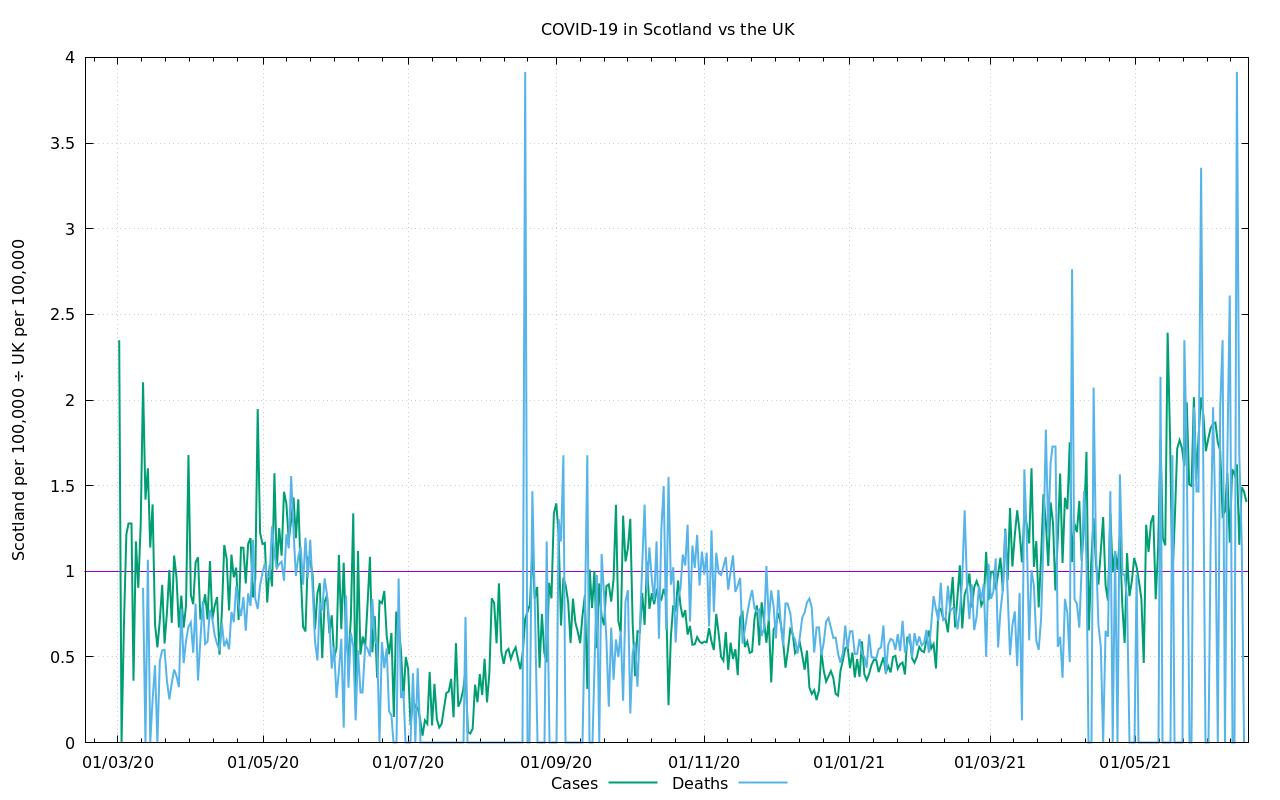 COVID-19 in Scotland vs the UK
Scotland per 100,000 ÷ UK per 100,000
4
3.5
3
2.5
2
1.5
1
0.5
0
01/03/20 01/05/20 01/07/20 01/09/20 01/11/20 01/01/21 01/03/21 01/05/21
Cases Deaths